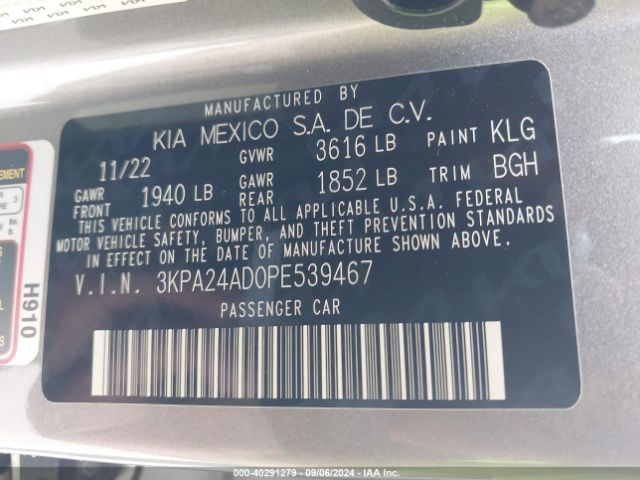 MANUFACTURED BY
KIA MEXICO S.A. DE C.V.
11/22 GVWR 3616 LB PAINT KLG
GAWR FRONT 1940 LB GAWR REAR 1852 LB TRIM BGH
THIS VEHICLE CONFORMS TO ALL APPLICABLE U.S.A. FEDERAL
MOTOR VEHICLE SAFETY, BUMPER, AND THEFT PREVENTION STANDARDS
IN EFFECT ON THE DATE OF MANUFACTURE SHOWN ABOVE.
V.I.N. 3KPA24AD0PE539467
PASSENGER CAR
H910
000-40291279 - 09/06/2024 - IAA Inc.